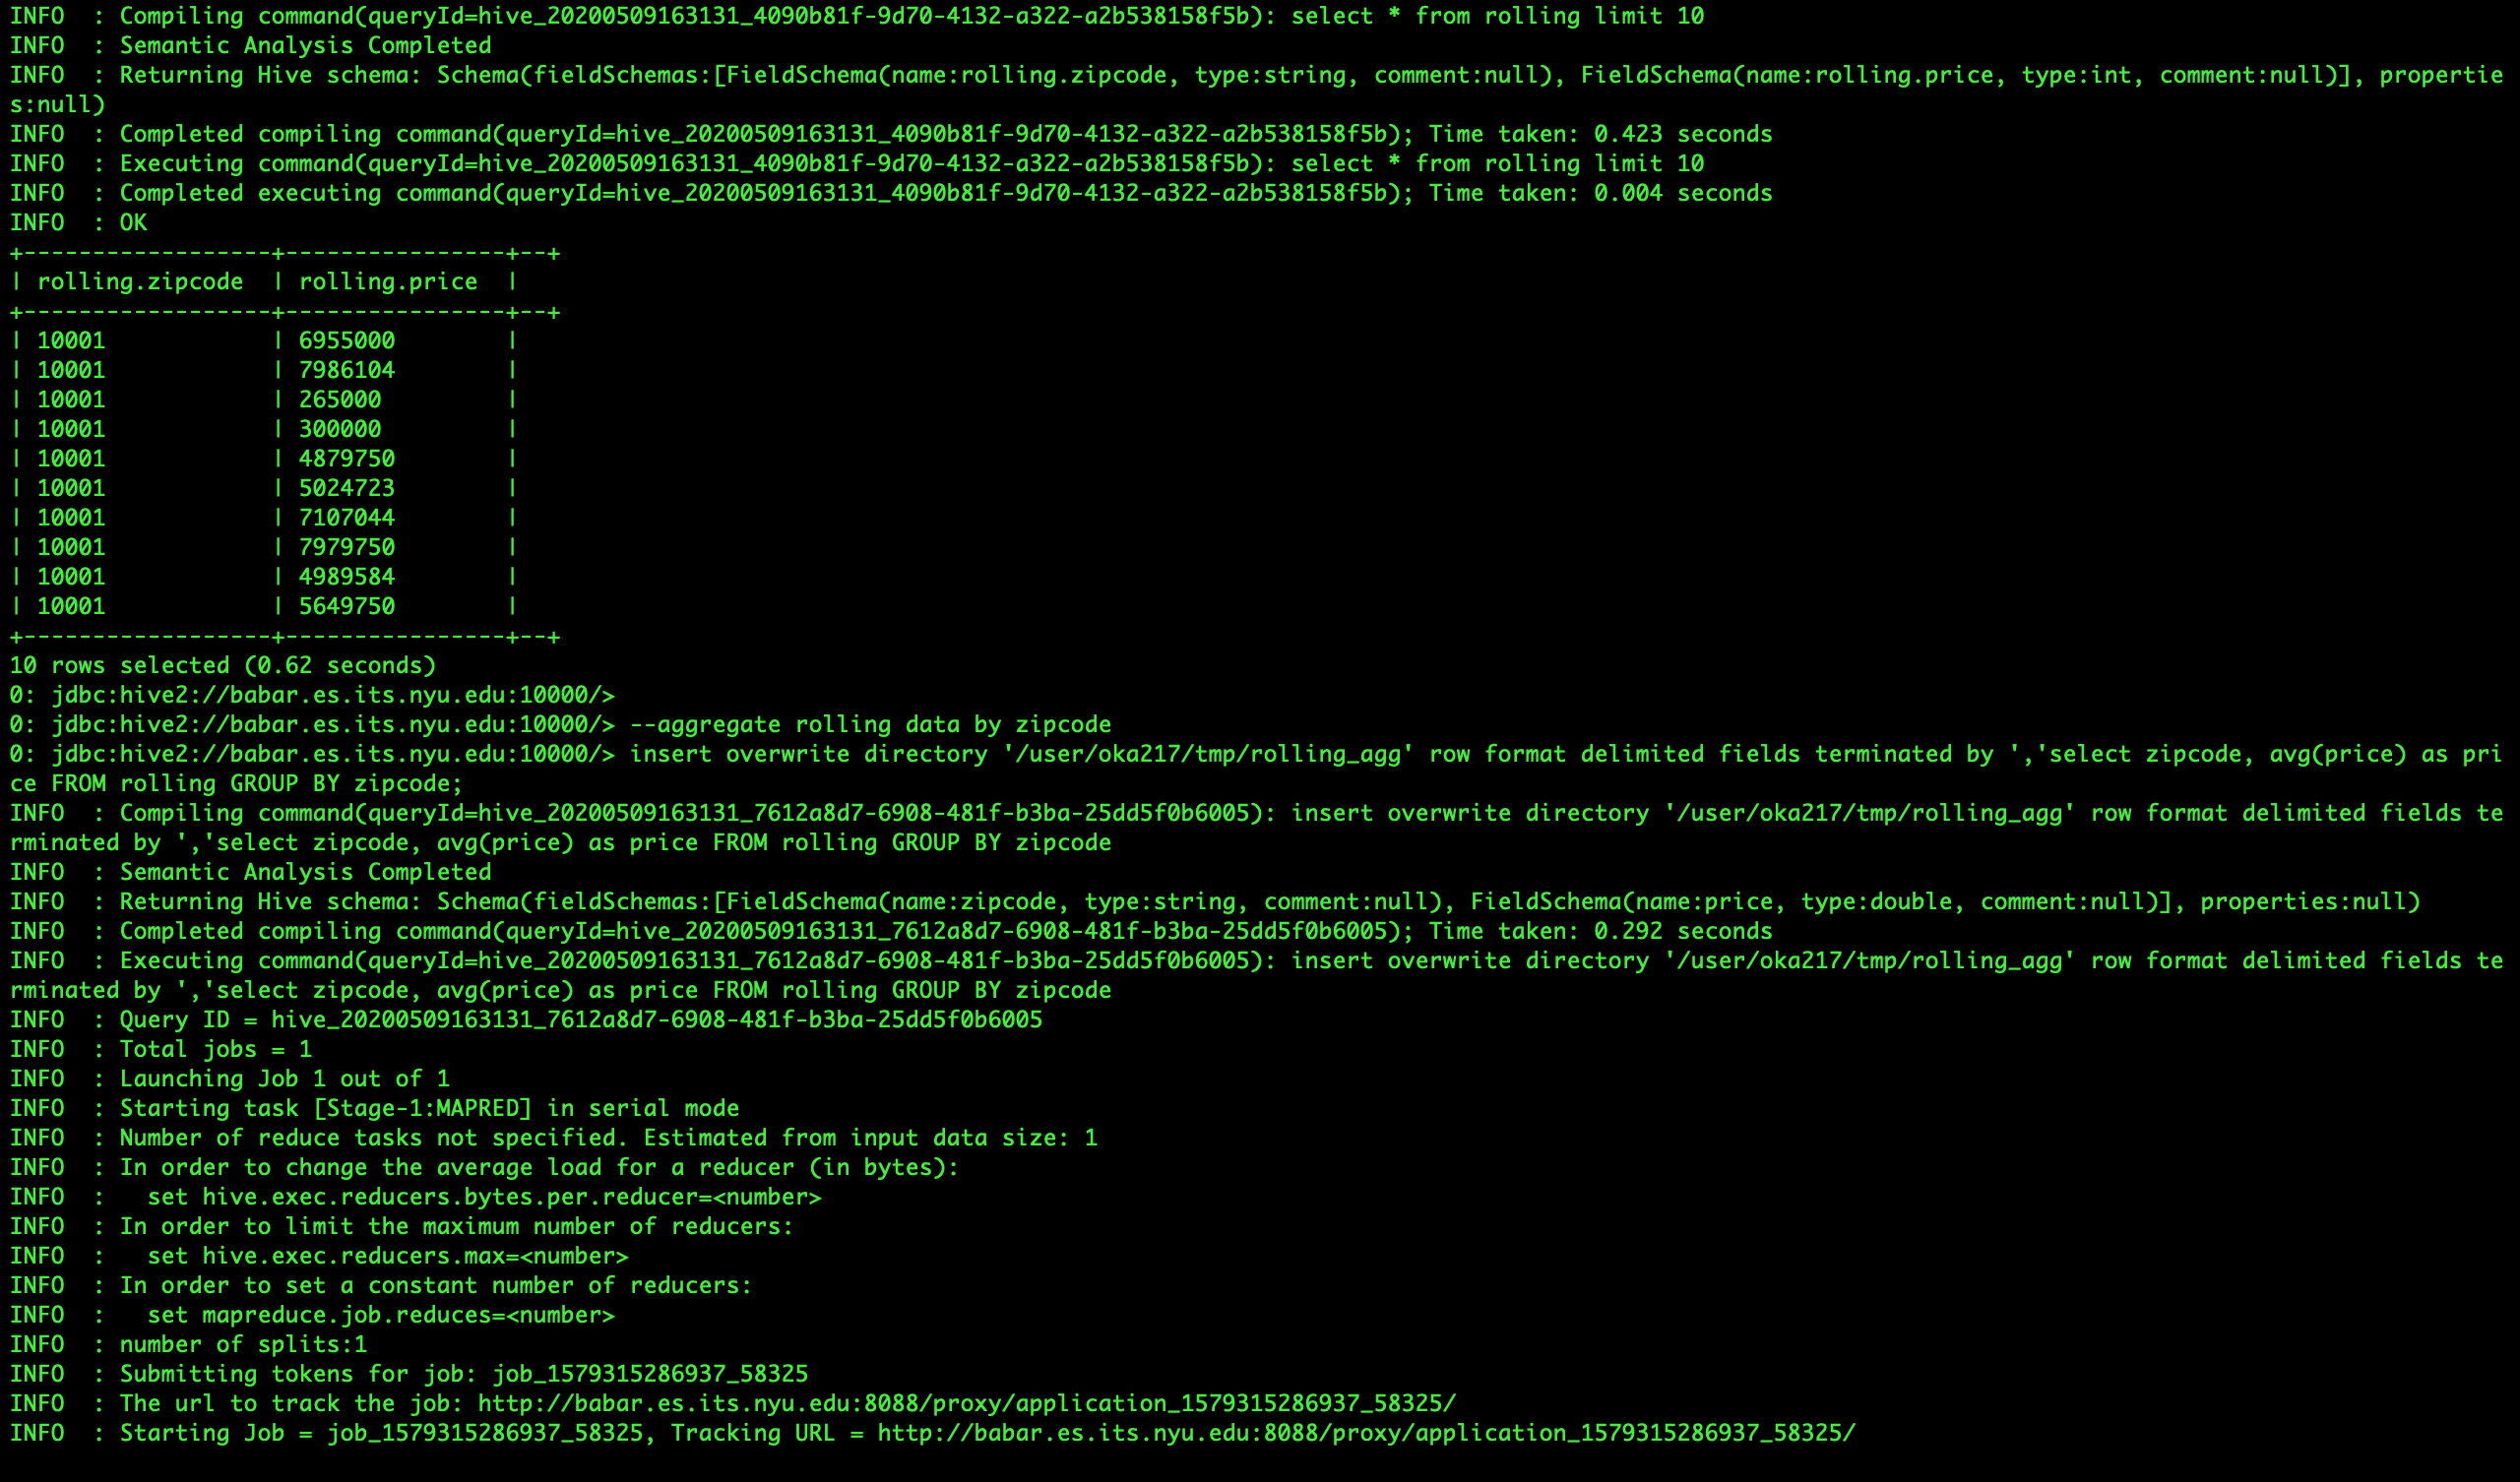 INFO  : Compiling command(queryId=hive_20200509163131_4090b81f-9d70-4132-a322-a2b538158f5b): select * from rolling limit 10
INFO  : Semantic Analysis Completed
INFO  : Returning Hive schema: Schema(fieldSchemas:[FieldSchema(name:rolling.zipcode, type:string, comment:null), FieldSchema(name:rolling.price, type:int, comment:null)], propertie
s:null)
INFO  : Completed compiling command(queryId=hive_20200509163131_4090b81f-9d70-4132-a322-a2b538158f5b); Time taken: 0.423 seconds
INFO  : Executing command(queryId=hive_20200509163131_4090b81f-9d70-4132-a322-a2b538158f5b): select * from rolling limit 10
INFO  : Completed executing command(queryId=hive_20200509163131_4090b81f-9d70-4132-a322-a2b538158f5b); Time taken: 0.004 seconds
INFO  : OK
+------------------+----------------+--+
| rolling.zipcode  | rolling.price  |
+------------------+----------------+--+
| 10001            | 6955000        |
| 10001            | 7986104        |
| 10001            | 265000         |
| 10001            | 300000         |
| 10001            | 4879750        |
| 10001            | 5024723        |
| 10001            | 7107044        |
| 10001            | 7979750        |
| 10001            | 4989584        |
| 10001            | 5649750        |
+------------------+----------------+--+
10 rows selected (0.62 seconds)
0: jdbc:hive2://babar.es.its.nyu.edu:10000/>
0: jdbc:hive2://babar.es.its.nyu.edu:10000/> --aggregate rolling data by zipcode
0: jdbc:hive2://babar.es.its.nyu.edu:10000/> insert overwrite directory '/user/oka217/tmp/rolling_agg' row format delimited fields terminated by ','select zipcode, avg(price) as pri
ce FROM rolling GROUP BY zipcode;
INFO  : Compiling command(queryId=hive_20200509163131_7612a8d7-6908-481f-b3ba-25dd5f0b6005): insert overwrite directory '/user/oka217/tmp/rolling_agg' row format delimited fields te
rminated by ','select zipcode, avg(price) as price FROM rolling GROUP BY zipcode
INFO  : Semantic Analysis Completed
INFO  : Returning Hive schema: Schema(fieldSchemas:[FieldSchema(name:zipcode, type:string, comment:null), FieldSchema(name:price, type:double, comment:null)], properties:null)
INFO  : Completed compiling command(queryId=hive_20200509163131_7612a8d7-6908-481f-b3ba-25dd5f0b6005); Time taken: 0.292 seconds
INFO  : Executing command(queryId=hive_20200509163131_7612a8d7-6908-481f-b3ba-25dd5f0b6005): insert overwrite directory '/user/oka217/tmp/rolling_agg' row format delimited fields te
rminated by ','select zipcode, avg(price) as price FROM rolling GROUP BY zipcode
INFO  : Query ID = hive_20200509163131_7612a8d7-6908-481f-b3ba-25dd5f0b6005
INFO  : Total jobs = 1
INFO  : Launching Job 1 out of 1
INFO  : Starting task [Stage-1:MAPRED] in serial mode
INFO  : Number of reduce tasks not specified. Estimated from input data size: 1
INFO  : In order to change the average load for a reducer (in bytes):
INFO  :   set hive.exec.reducers.bytes.per.reducer=<number>
INFO  : In order to limit the maximum number of reducers:
INFO  :   set hive.exec.reducers.max=<number>
INFO  : In order to set a constant number of reducers:
INFO  :   set mapreduce.job.reduces=<number>
INFO  : number of splits:1
INFO  : Submitting tokens for job: job_1579315286937_58325
INFO  : The url to track the job: http://babar.es.its.nyu.edu:8088/proxy/application_1579315286937_58325/
INFO  : Starting Job = job_1579315286937_58325, Tracking URL = http://babar.es.its.nyu.edu:8088/proxy/application_1579315286937_58325/